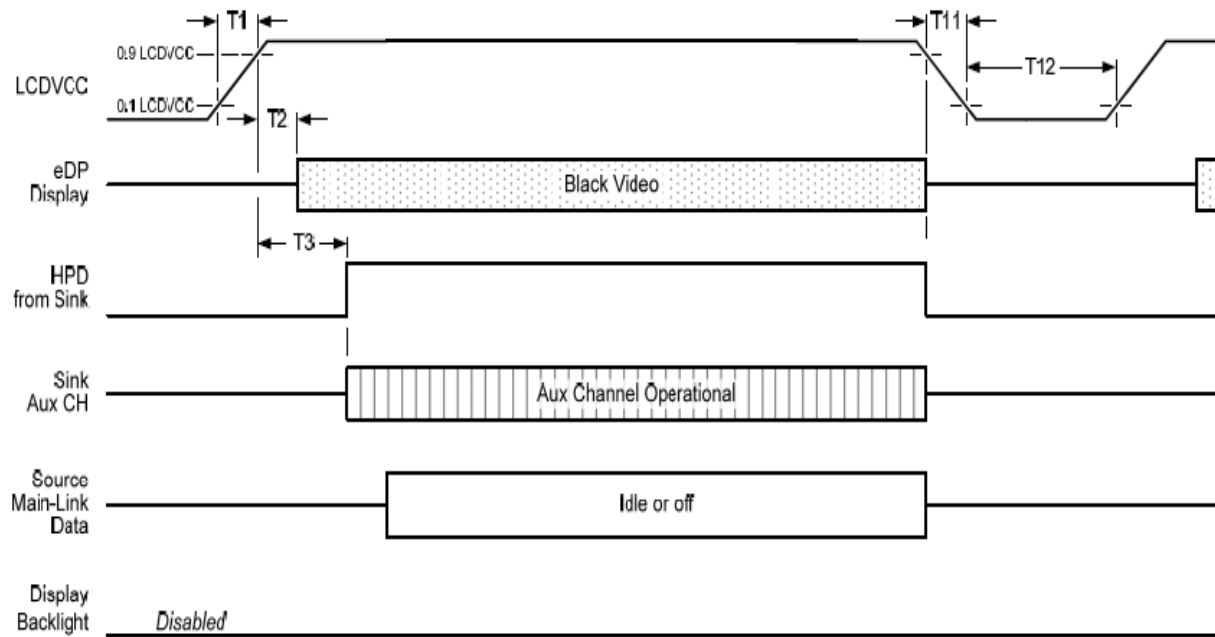 T1
T11
0.9 LCDVCC
LCDVCC
T12
0.1 LCDVCC
T2
eDP
Display
Black Video
T3
HPD
from Sink
Sink
Aux CH
Aux Channel Operational
Source
Main-Link
Data
Idle or off
Display
Backlight
Disabled